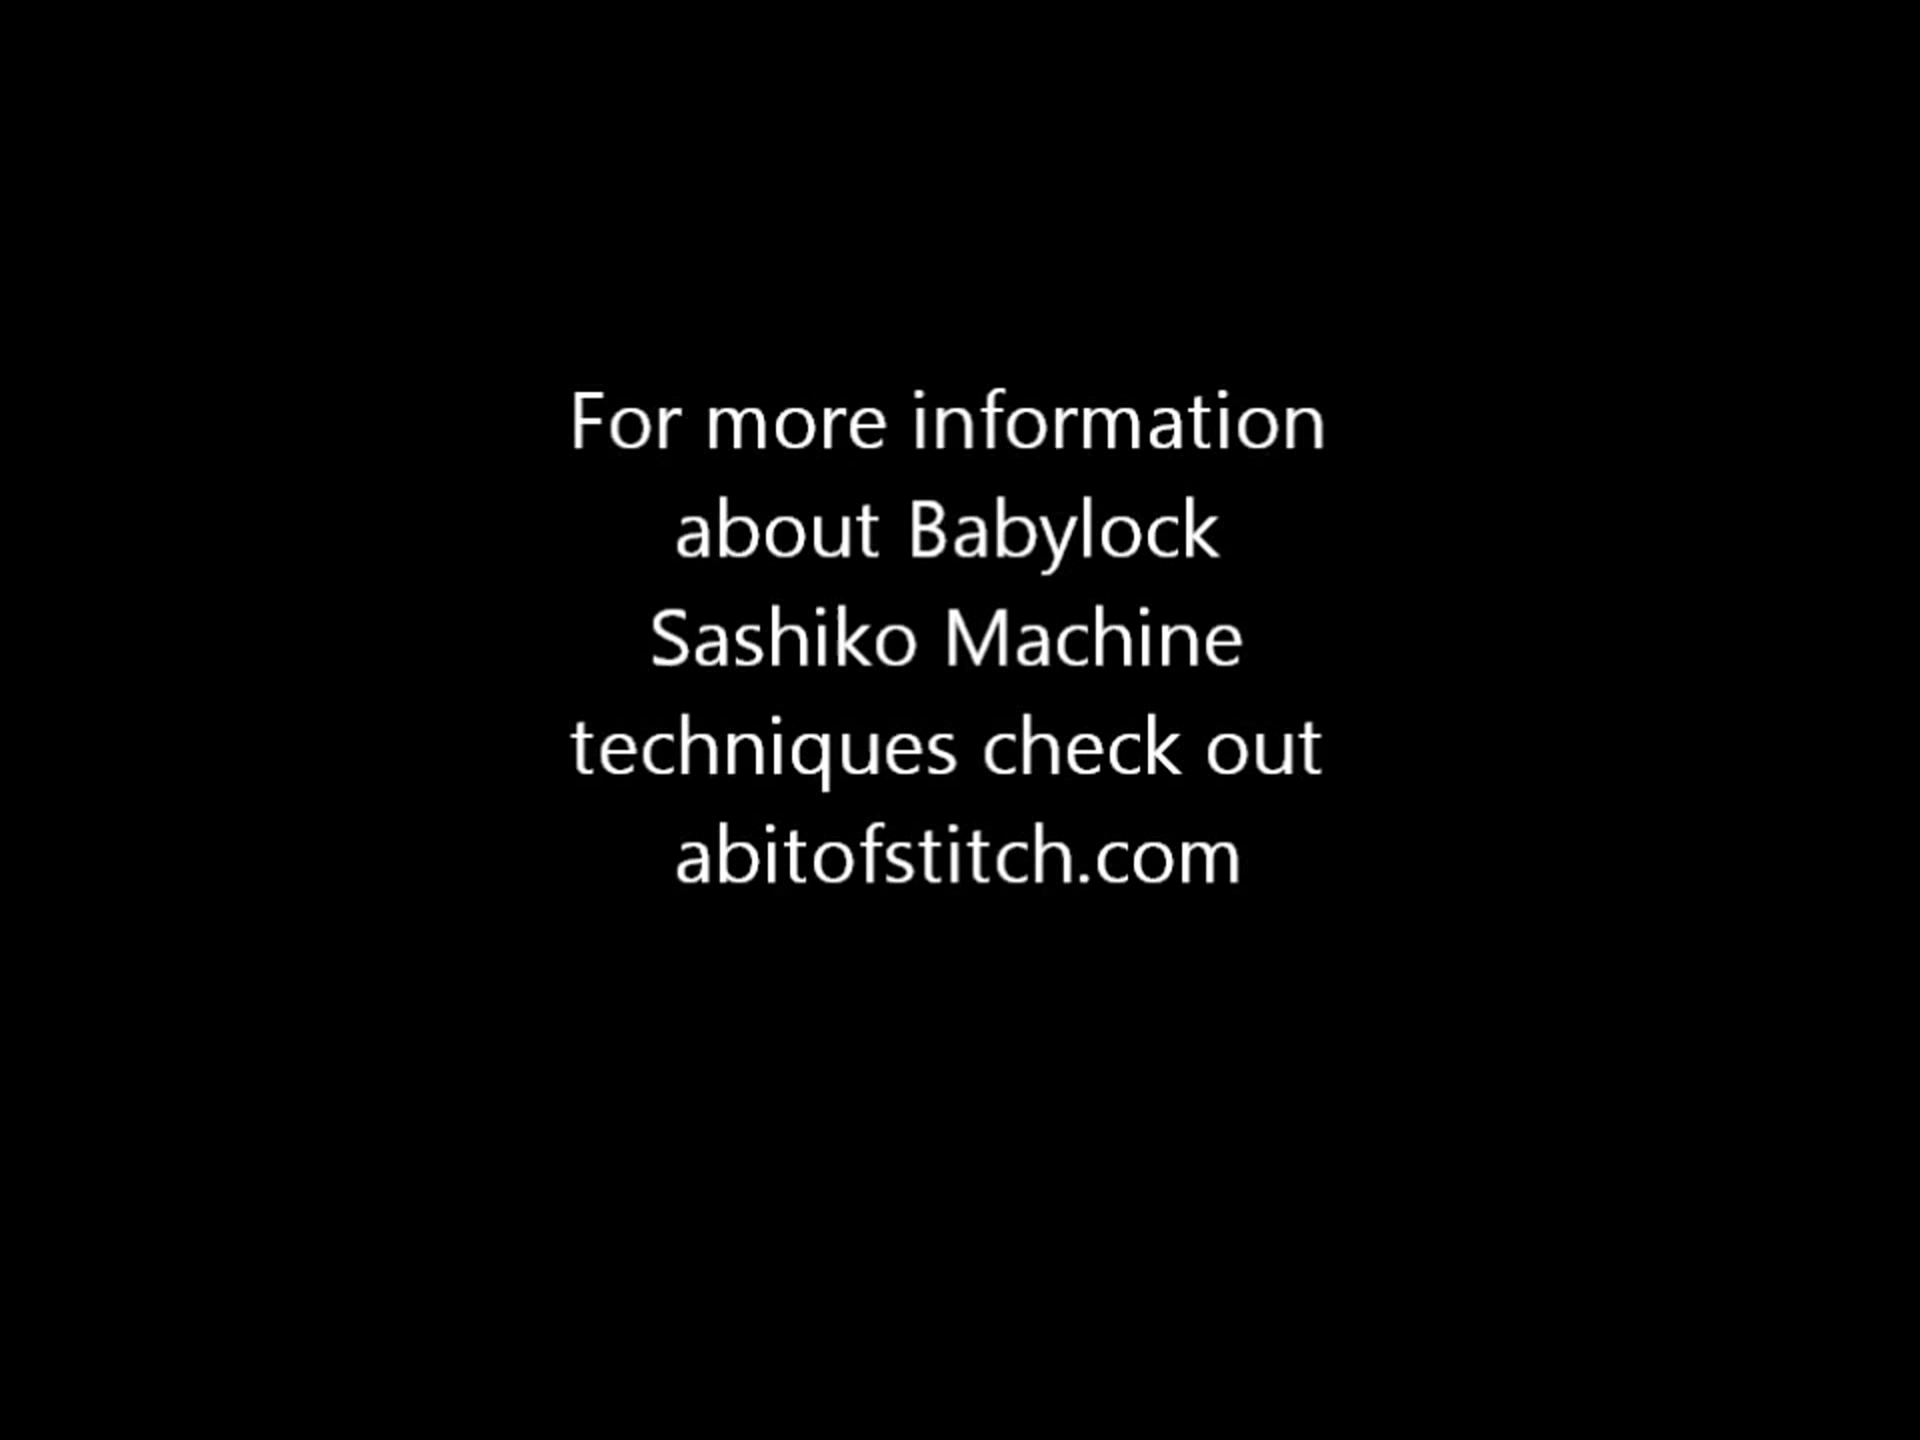 For more information
about Babylock
Sashiko Machine
techniques check out
abitofstitch.com